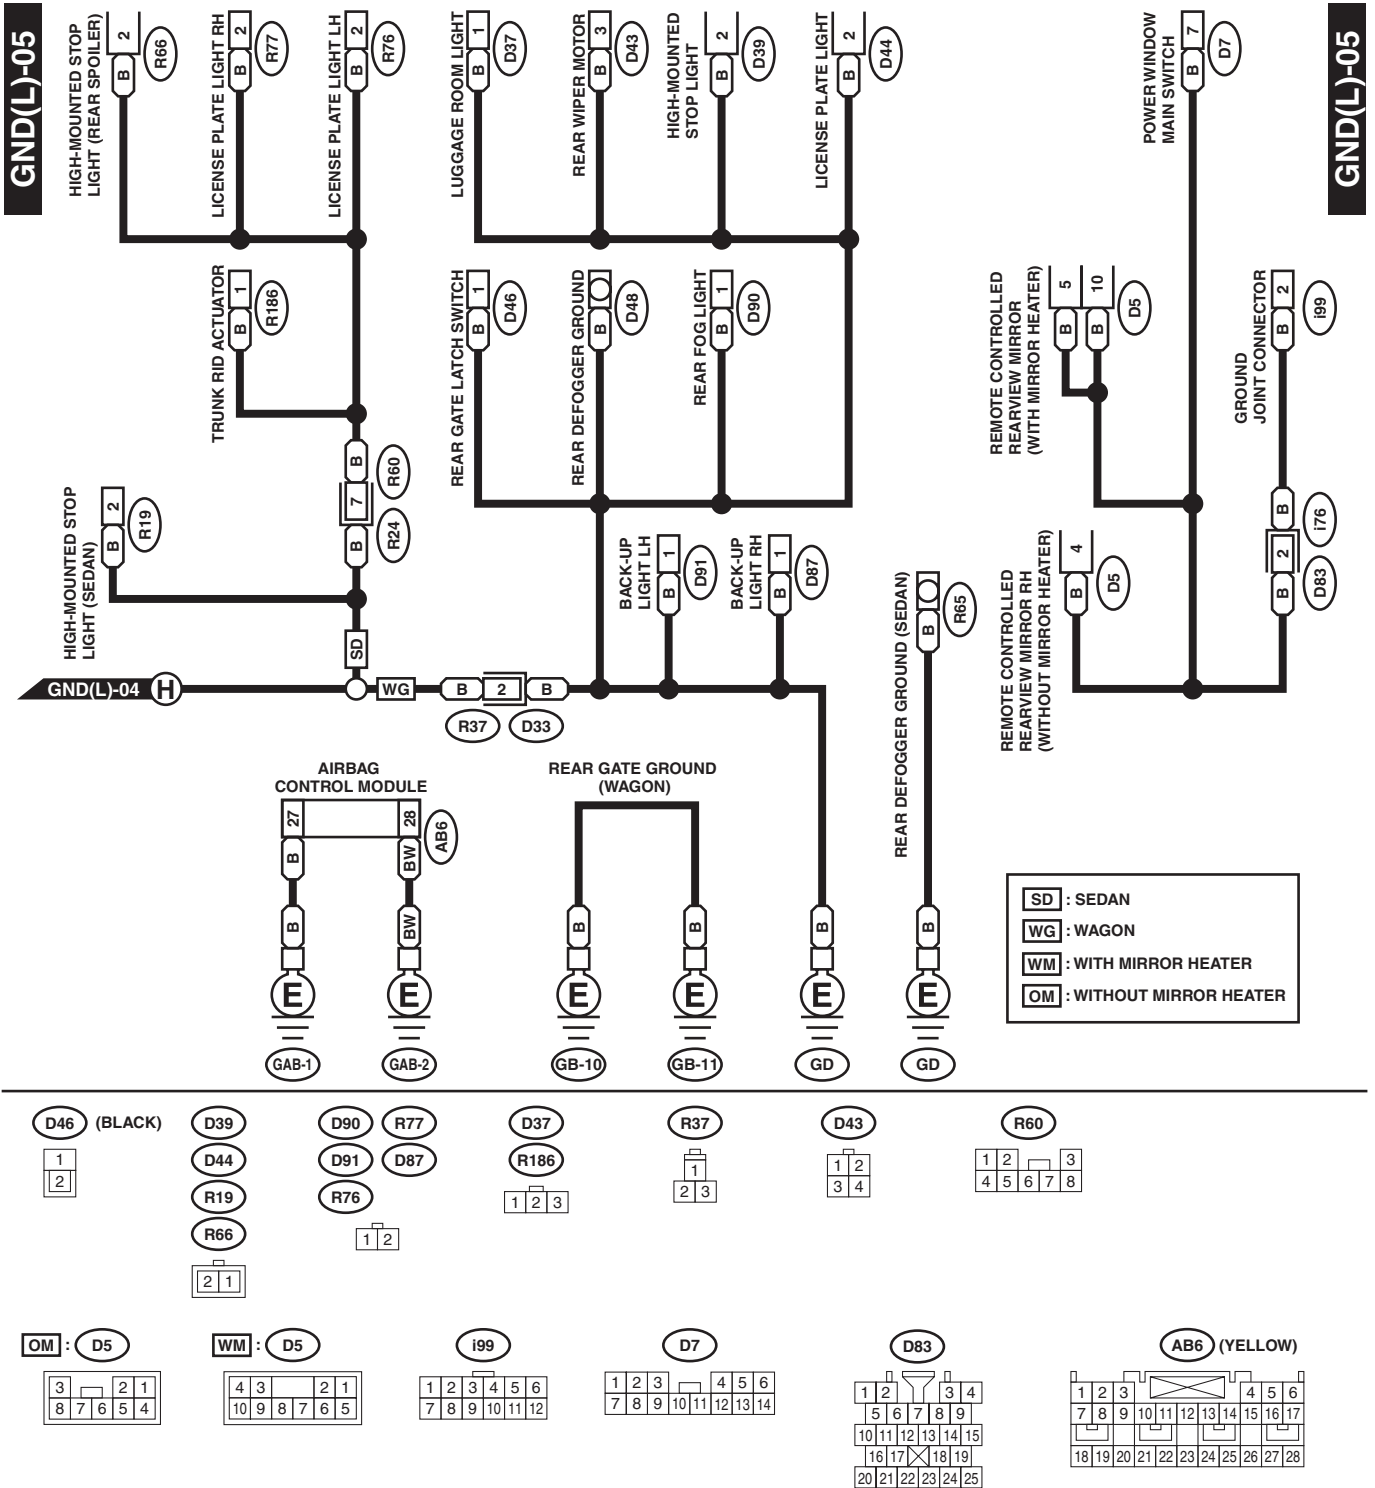 GND(L)-05
GND(L)-05
HIGH-MOUNTED STOP
LIGHT (REAR SPOILER)
2
B
R66
LICENSE PLATE LIGHT RH
2
B
R77
LICENSE PLATE LIGHT LH
2
B
R76
LUGGAGE ROOM LIGHT
1
B
D37
REAR WIPER MOTOR
3
B
D43
HIGH-MOUNTED
STOP LIGHT
2
B
D39
LICENSE PLATE LIGHT
2
B
D44
POWER WINDOW
MAIN SWITCH
7
B
D7
TRUNK RID ACTUATOR
1
B
R186
REAR GATE LATCH SWITCH
1
B
D46
REAR DEFOGGER GROUND
B
D48
REAR FOG LIGHT
1
B
D90
REMOTE CONTROLLED
REARVIEW MIRROR
(WITH MIRROR HEATER)
5
10
B
B
D5
GROUND
JOINT CONNECTOR
2
B
i99
B
R60
7
B
R24
HIGH-MOUNTED STOP
LIGHT (SEDAN)
2
B
R19
BACK-UP
LIGHT LH
1
B
D91
BACK-UP
LIGHT RH
1
B
D87
REAR DEFOGGER GROUND (SEDAN)
B
R65
REMOTE CONTROLLED
REARVIEW MIRROR RH
(WITHOUT MIRROR HEATER)
4
B
D5
B
i76
2
B
D83
SD
GND(L)-04 H
WG
B 2 B
R37 D33
AIRBAG
CONTROL MODULE
27
28
AB6
B
BW
B
BW
REAR GATE GROUND
(WAGON)
B
B
B
B
E E E E E E
GAB-1 GAB-2 GB-10 GB-11 GD GD
SD : SEDAN
WG : WAGON
WM : WITH MIRROR HEATER
OM : WITHOUT MIRROR HEATER
D46 (BLACK)
1
2
D39
D44
R19
R66
2 1
D90 R77
D91 D87
R76
1 2
D37
R186
1 2 3
R37
1
2 3
D43
1 2
3 4
R60
1 2 3
4 5 6 7 8
OM : D5
3 2 1
8 7 6 5 4
WM : D5
4 3 2 1
10 9 8 7 6 5
i99
1 2 3 4 5 6
7 8 9 10 11 12
D7
1 2 3 4 5 6
7 8 9 10 11 12 13 14
D83
1 2 3 4
5 6 7 8 9
10 11 12 13 14 15
16 17 18 19
20 21 22 23 24 25
AB6 (YELLOW)
1 2 3 4 5 6
7 8 9 10 11 12 13 14 15 16 17
18 19 20 21 22 23 24 25 26 27 28